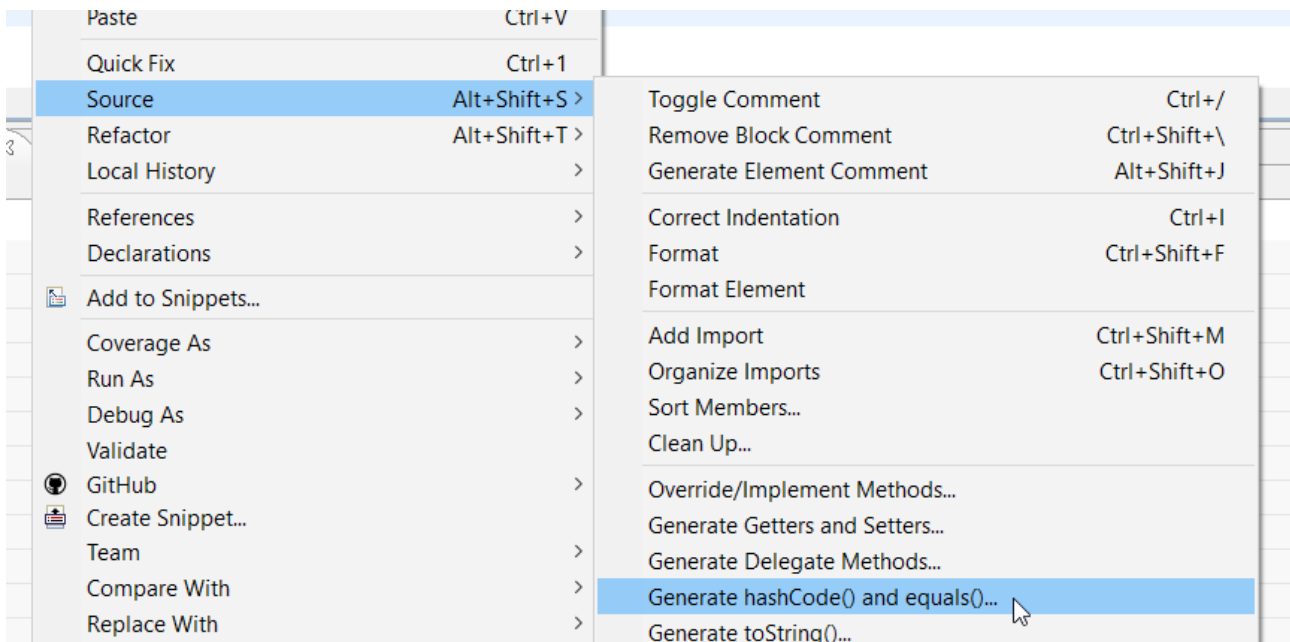 Paste Ctrl+V
Quick Fix Ctrl+1
Source Alt+Shift+S >
Refactor Alt+Shift+T >
Local History >
References >
Declarations >
Add to Snippets...
Coverage As >
Run As >
Debug As >
Validate
GitHub >
Create Snippet...
Team >
Compare With >
Replace With >
Toggle Comment Ctrl+/
Remove Block Comment Ctrl+Shift+\
Generate Element Comment Alt+Shift+J
Correct Indentation Ctrl+I
Format Ctrl+Shift+F
Format Element
Add Import Ctrl+Shift+M
Organize Imports Ctrl+Shift+O
Sort Members...
Clean Up...
Override/Implement Methods...
Generate Getters and Setters...
Generate Delegate Methods...
Generate hashCode() and equals()...
Generate toString()...